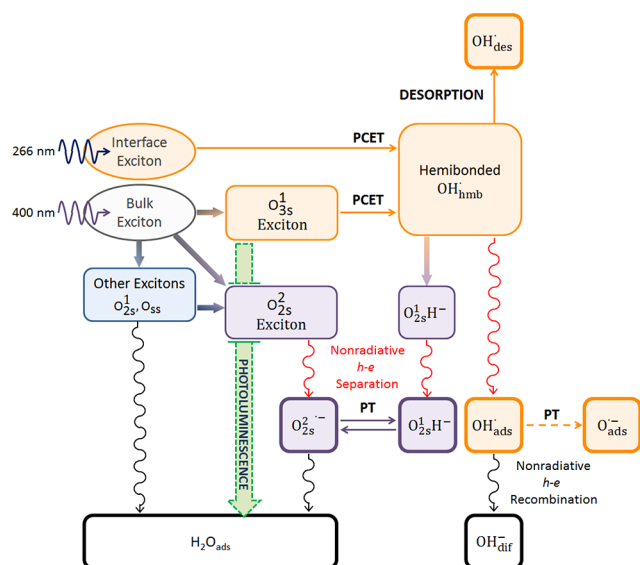 OH˙des
DESORPTION
266 nm
Interface
Exciton
PCET
Hemibonded
OH˙hmb
400 nm
Bulk
Exciton
O¹3s
Exciton
PCET
Other Excitons
O¹2s, Oss
O²2s
Exciton
O¹2sH⁻
PHOTOLUMINESCENCE
Nonradiative
h-e
Separation
O²2s˙⁻
PT
O¹2sH⁻
OH˙ads
PT
O˙⁻ads
Nonradiative
h-e
Recombination
H₂Oads
OH⁻dif